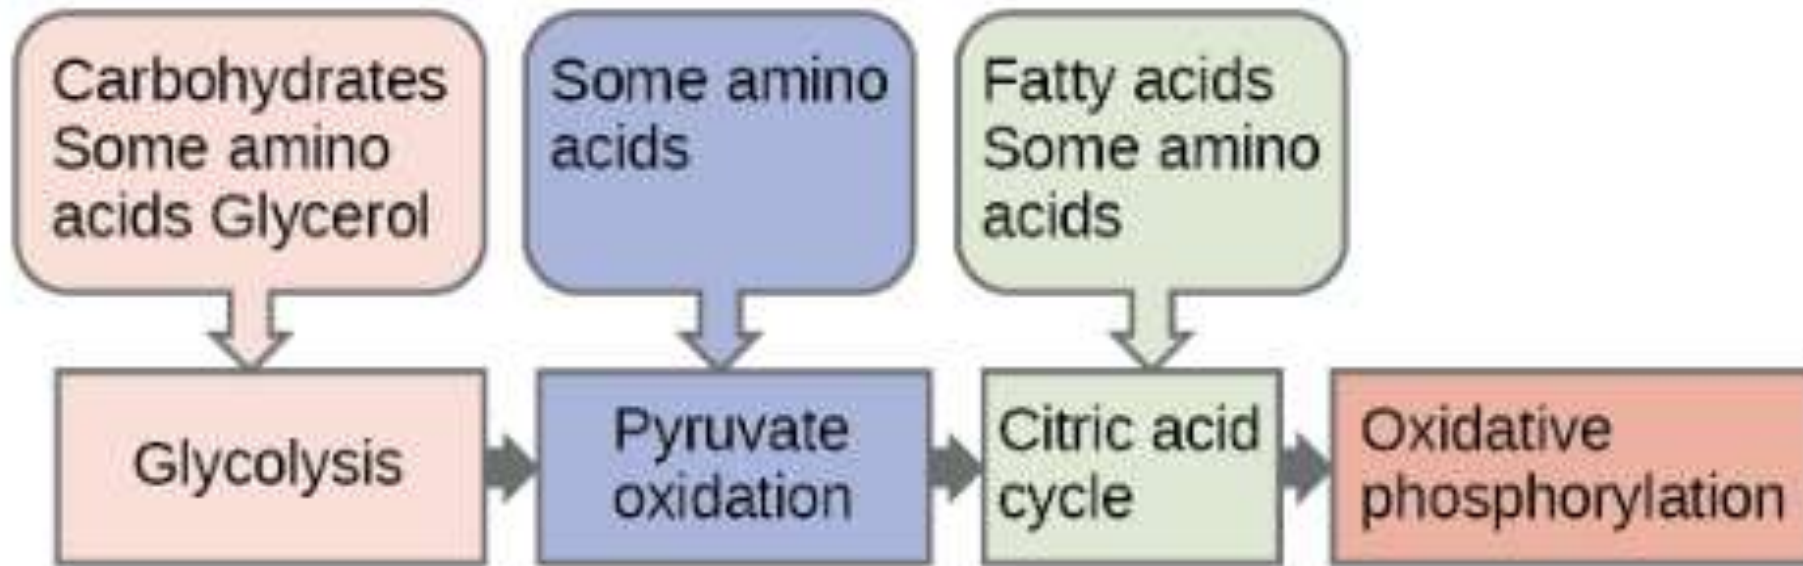 Carbohydrates
Some amino
acids Glycerol
Some amino
acids
Fatty acids
Some amino
acids
Glycolysis
Pyruvate
oxidation
Citric acid
cycle
Oxidative
phosphorylation